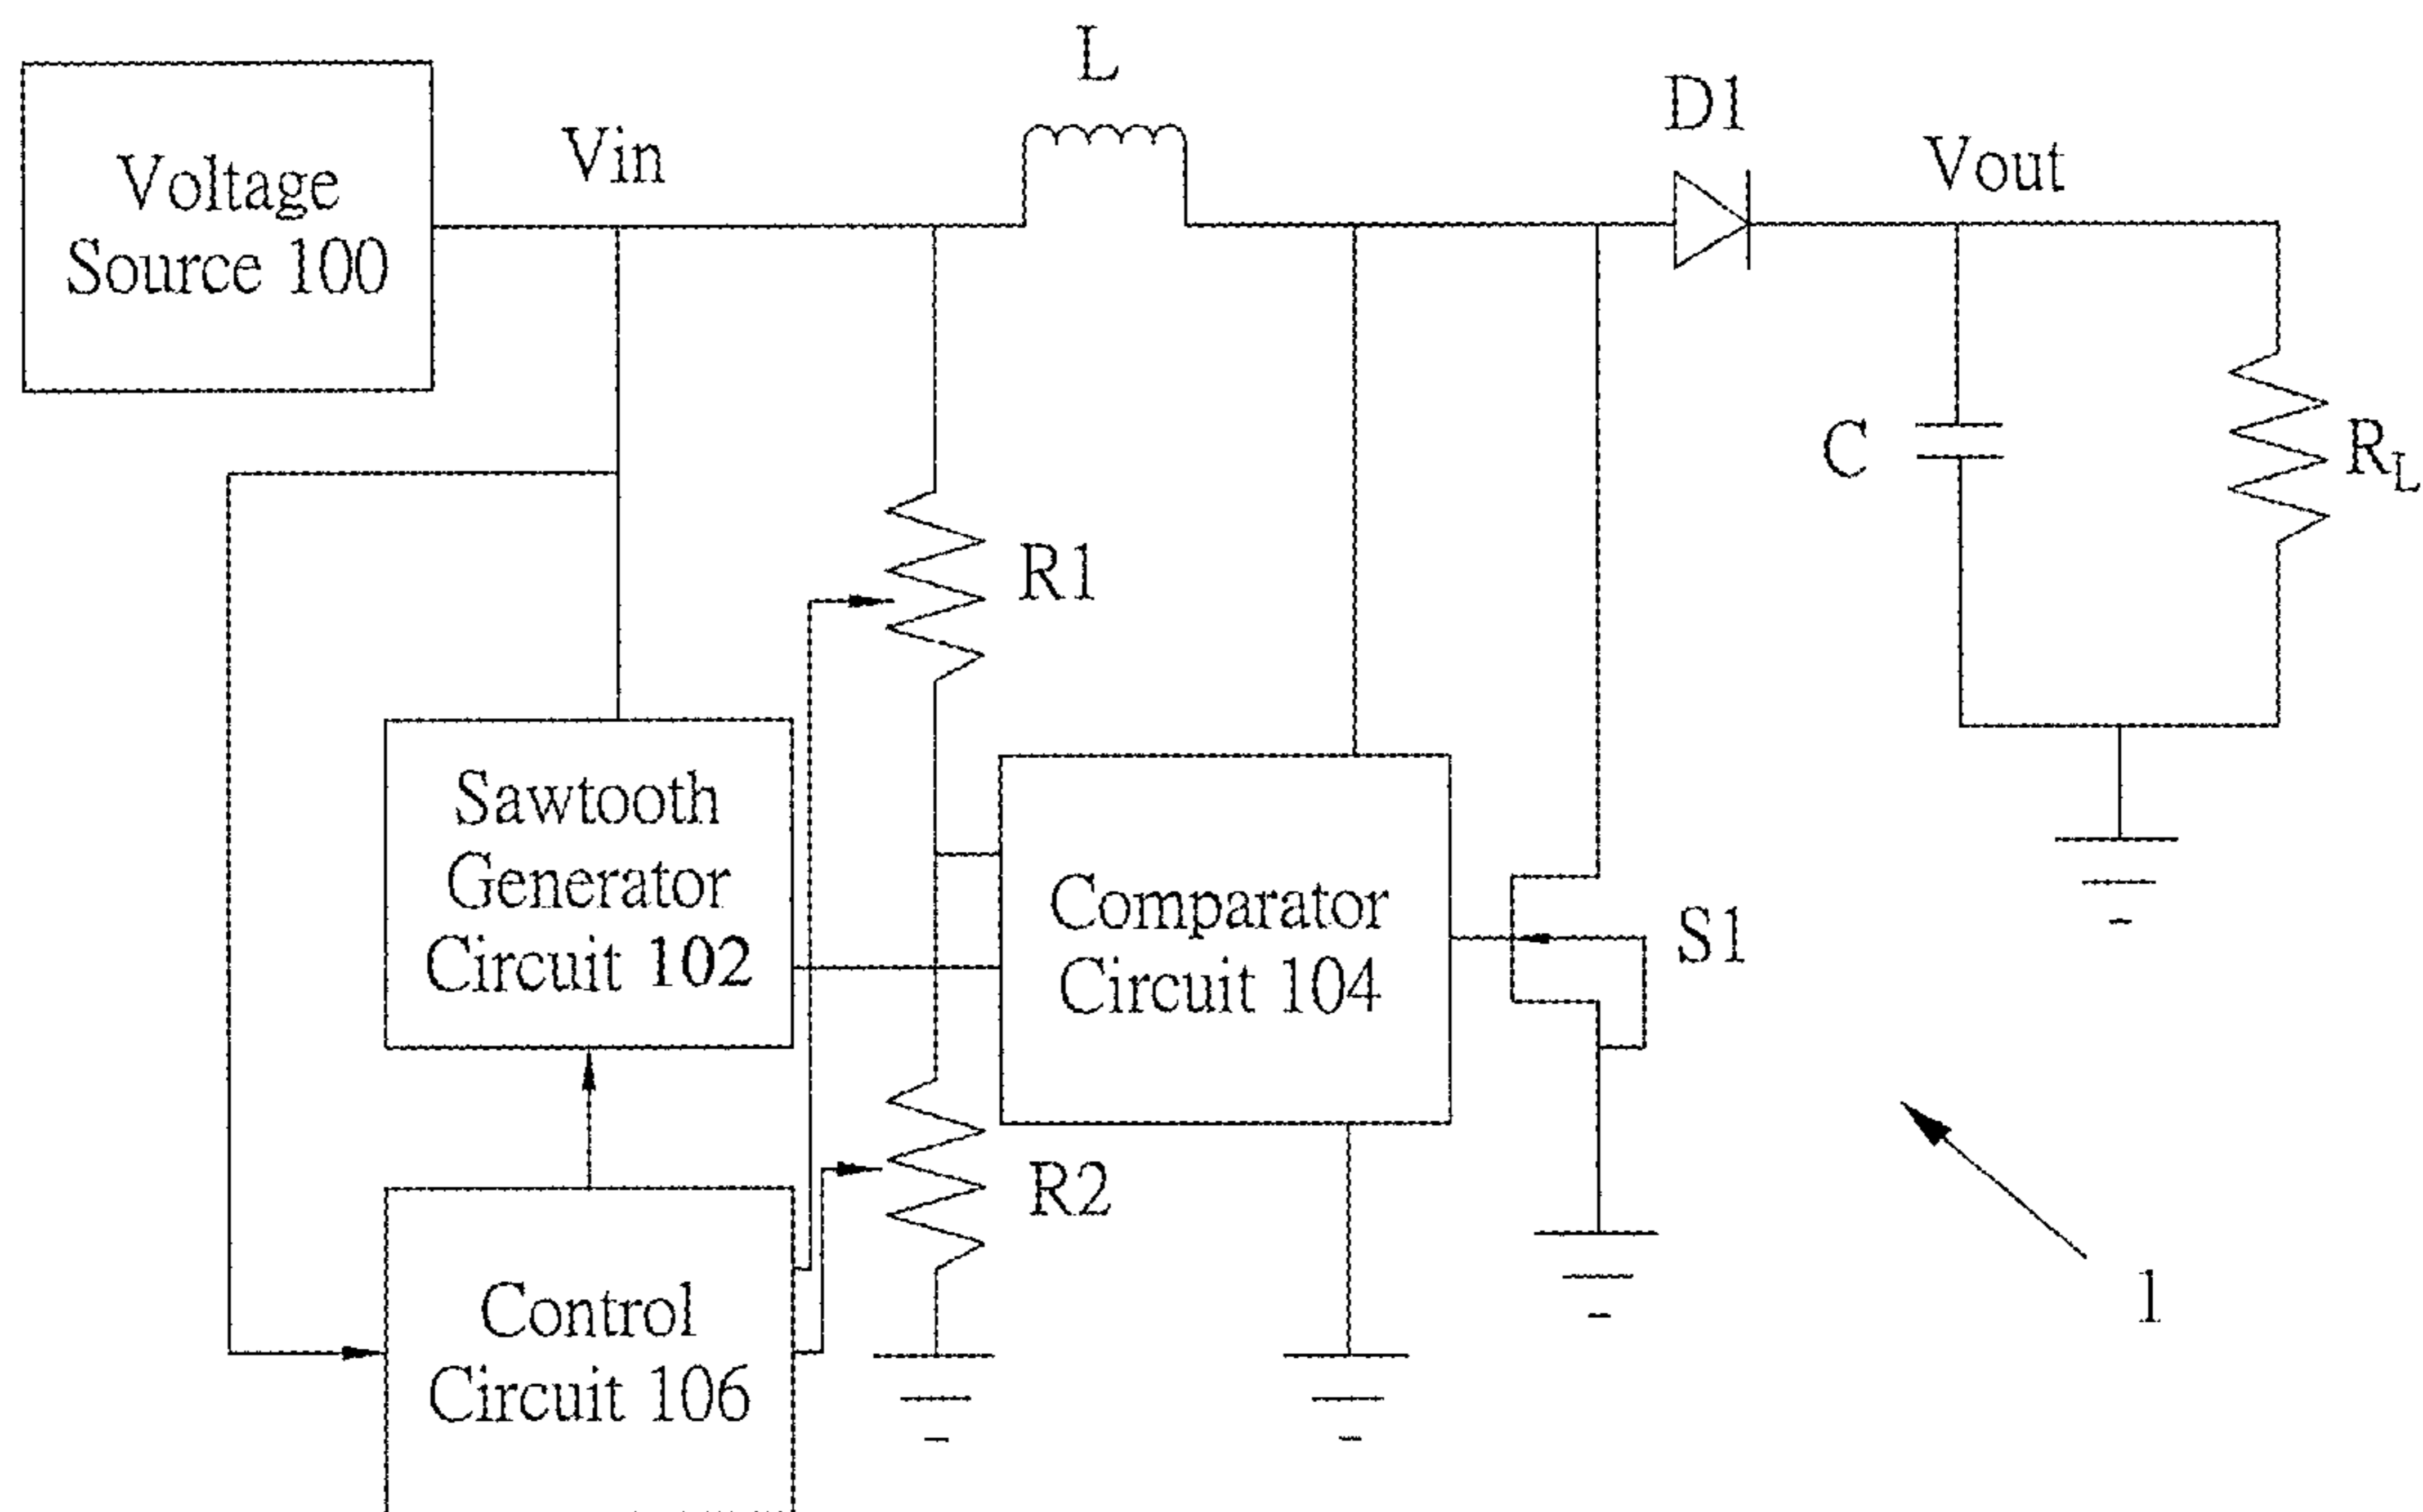 L
D1
Vin
Vout
Voltage
Source 100
C
RL
R1
Sawtooth
Generator
Circuit 102
Comparator
Circuit 104
S1
R2
Control
Circuit 106
1